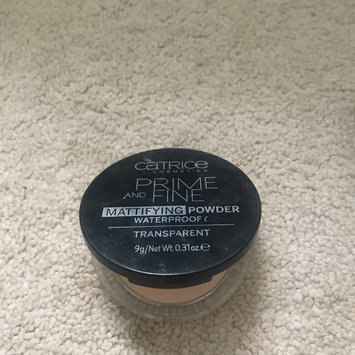 CATRICE
COSMETICS
PRIME
AND FINE
MATTIFYING POWDER
WATERPROOF
TRANSPARENT
9g/Net Wt. 0.31oz.℮